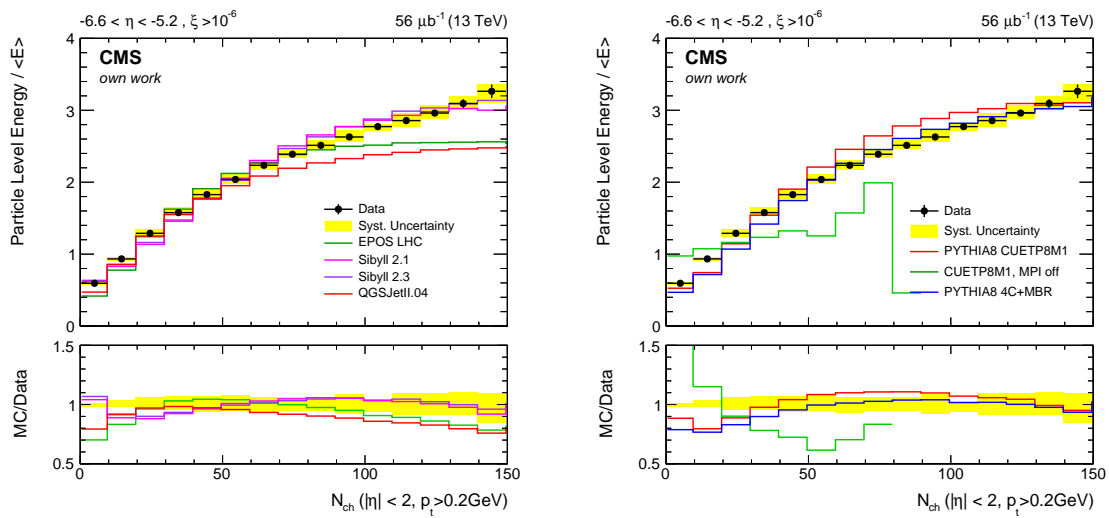 -6.6 < η < -5.2 , ξ >10⁻⁶ 56 μb⁻¹ (13 TeV)
Particle Level Energy / <E>
4
3
2
1
0
CMS
own work
Data
Syst. Uncertainty
EPOS LHC
Sibyll 2.1
Sibyll 2.3
QGSJetII.04
MC/Data
1.5
1.0
0.5
0 50 100 150
N_ch (|η| < 2, p_t>0.2GeV)
-6.6 < η < -5.2 , ξ >10⁻⁶ 56 μb⁻¹ (13 TeV)
Particle Level Energy / <E>
4
3
2
1
0
CMS
own work
Data
Syst. Uncertainty
PYTHIA8 CUETP8M1
CUETP8M1, MPI off
PYTHIA8 4C+MBR
MC/Data
1.5
1.0
0.5
0 50 100 150
N_ch (|η| < 2, p_t>0.2GeV)